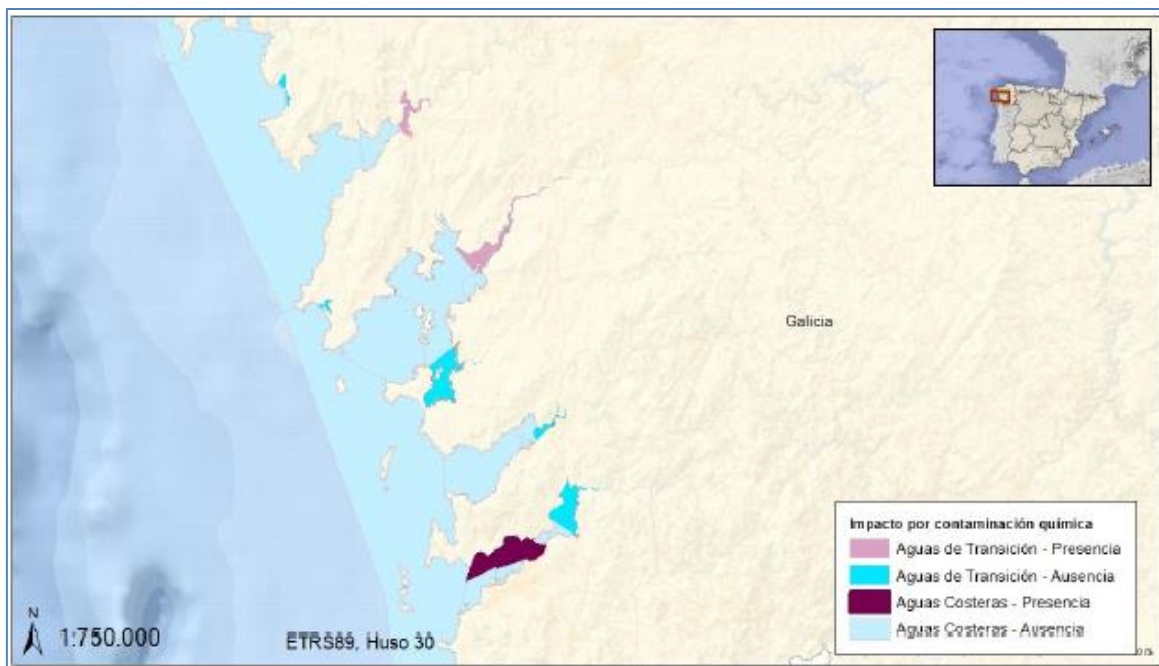 Galicia
Impacto por contaminación química
Aguas de Transición - Presencia
Aguas de Transición - Ausencia
Aguas Costeras - Presencia
Aguas Costeras - Ausencia
N
1:750.000
ETRS89, Huso 30